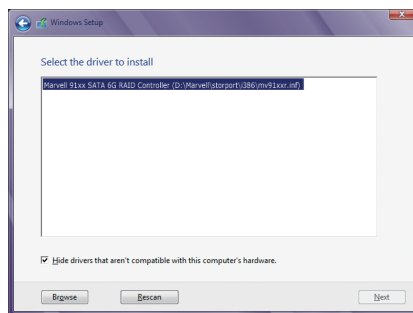 Windows Setup
Select the driver to install
Marvell 91xx SATA 6G RAID Controller (D:\Marvell\storport\i386\mv91xxr.inf)
Hide drivers that aren't compatible with this computer's hardware.
Browse
Rescan
Next